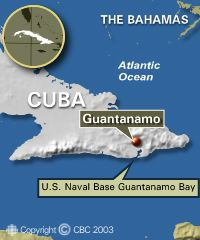 THE BAHAMAS
Atlantic
Ocean
CUBA
Guantanamo
U.S. Naval Base Guantanamo Bay
Copyright © CBC 2003